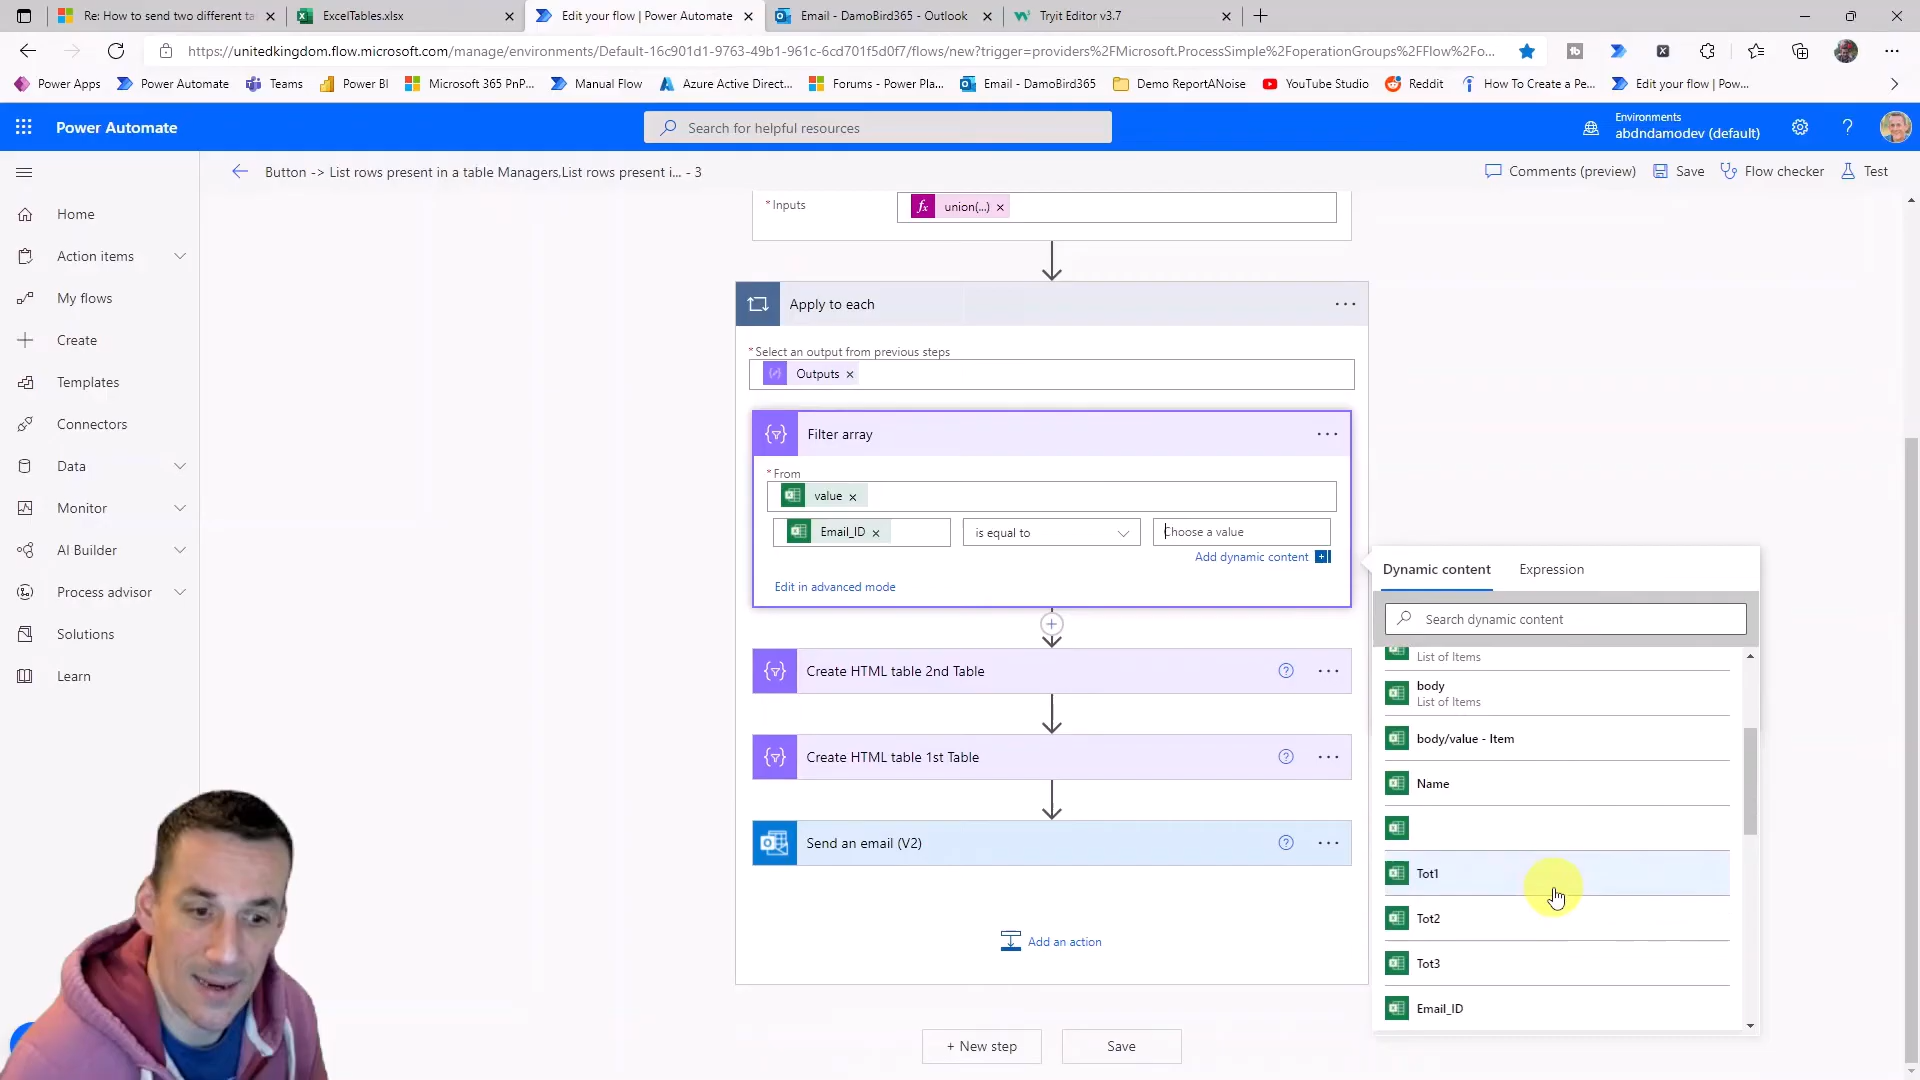 Re: How to send two different ta
ExcelTables.xlsx
Edit your flow | Power Automate
Email - DamoBird365 - Outlook
Tryit Editor v3.7
https://unitedkingdom.flow.microsoft.com/manage/environments/Default-16c901d1-9763-49b1-961c-6cd701f5d0f7/flows/new?trigger=providers%2FMicrosoft.ProcessSimple%2FoperationGroups%2FFlow%2Fo...
Power Apps
Power Automate
Teams
Power BI
Microsoft 365 PnP...
Manual Flow
Azure Active Direct...
Forums - Power Pla...
Email - DamoBird365
Demo ReportANoise
YouTube Studio
Reddit
How To Create a Pe...
Edit your flow | Pow...
Power Automate
Search for helpful resources
Environments
abdndamodev (default)
Button -> List rows present in a table Managers,List rows present i... - 3
Comments (preview)
Save
Flow checker
Test
Home
Action items
My flows
Create
Templates
Connectors
Data
Monitor
AI Builder
Process advisor
Solutions
Learn
* Inputs
fx union(...) ×
Apply to each
* Select an output from previous steps
Outputs ×
Filter array
* From
value ×
Email_ID ×
is equal to
Choose a value
Add dynamic content
Edit in advanced mode
Create HTML table 2nd Table
Create HTML table 1st Table
Send an email (V2)
Add an action
+ New step
Save
Dynamic content
Expression
Search dynamic content
List of Items
body
List of Items
body/value - Item
Name
Tot1
Tot2
Tot3
Email_ID